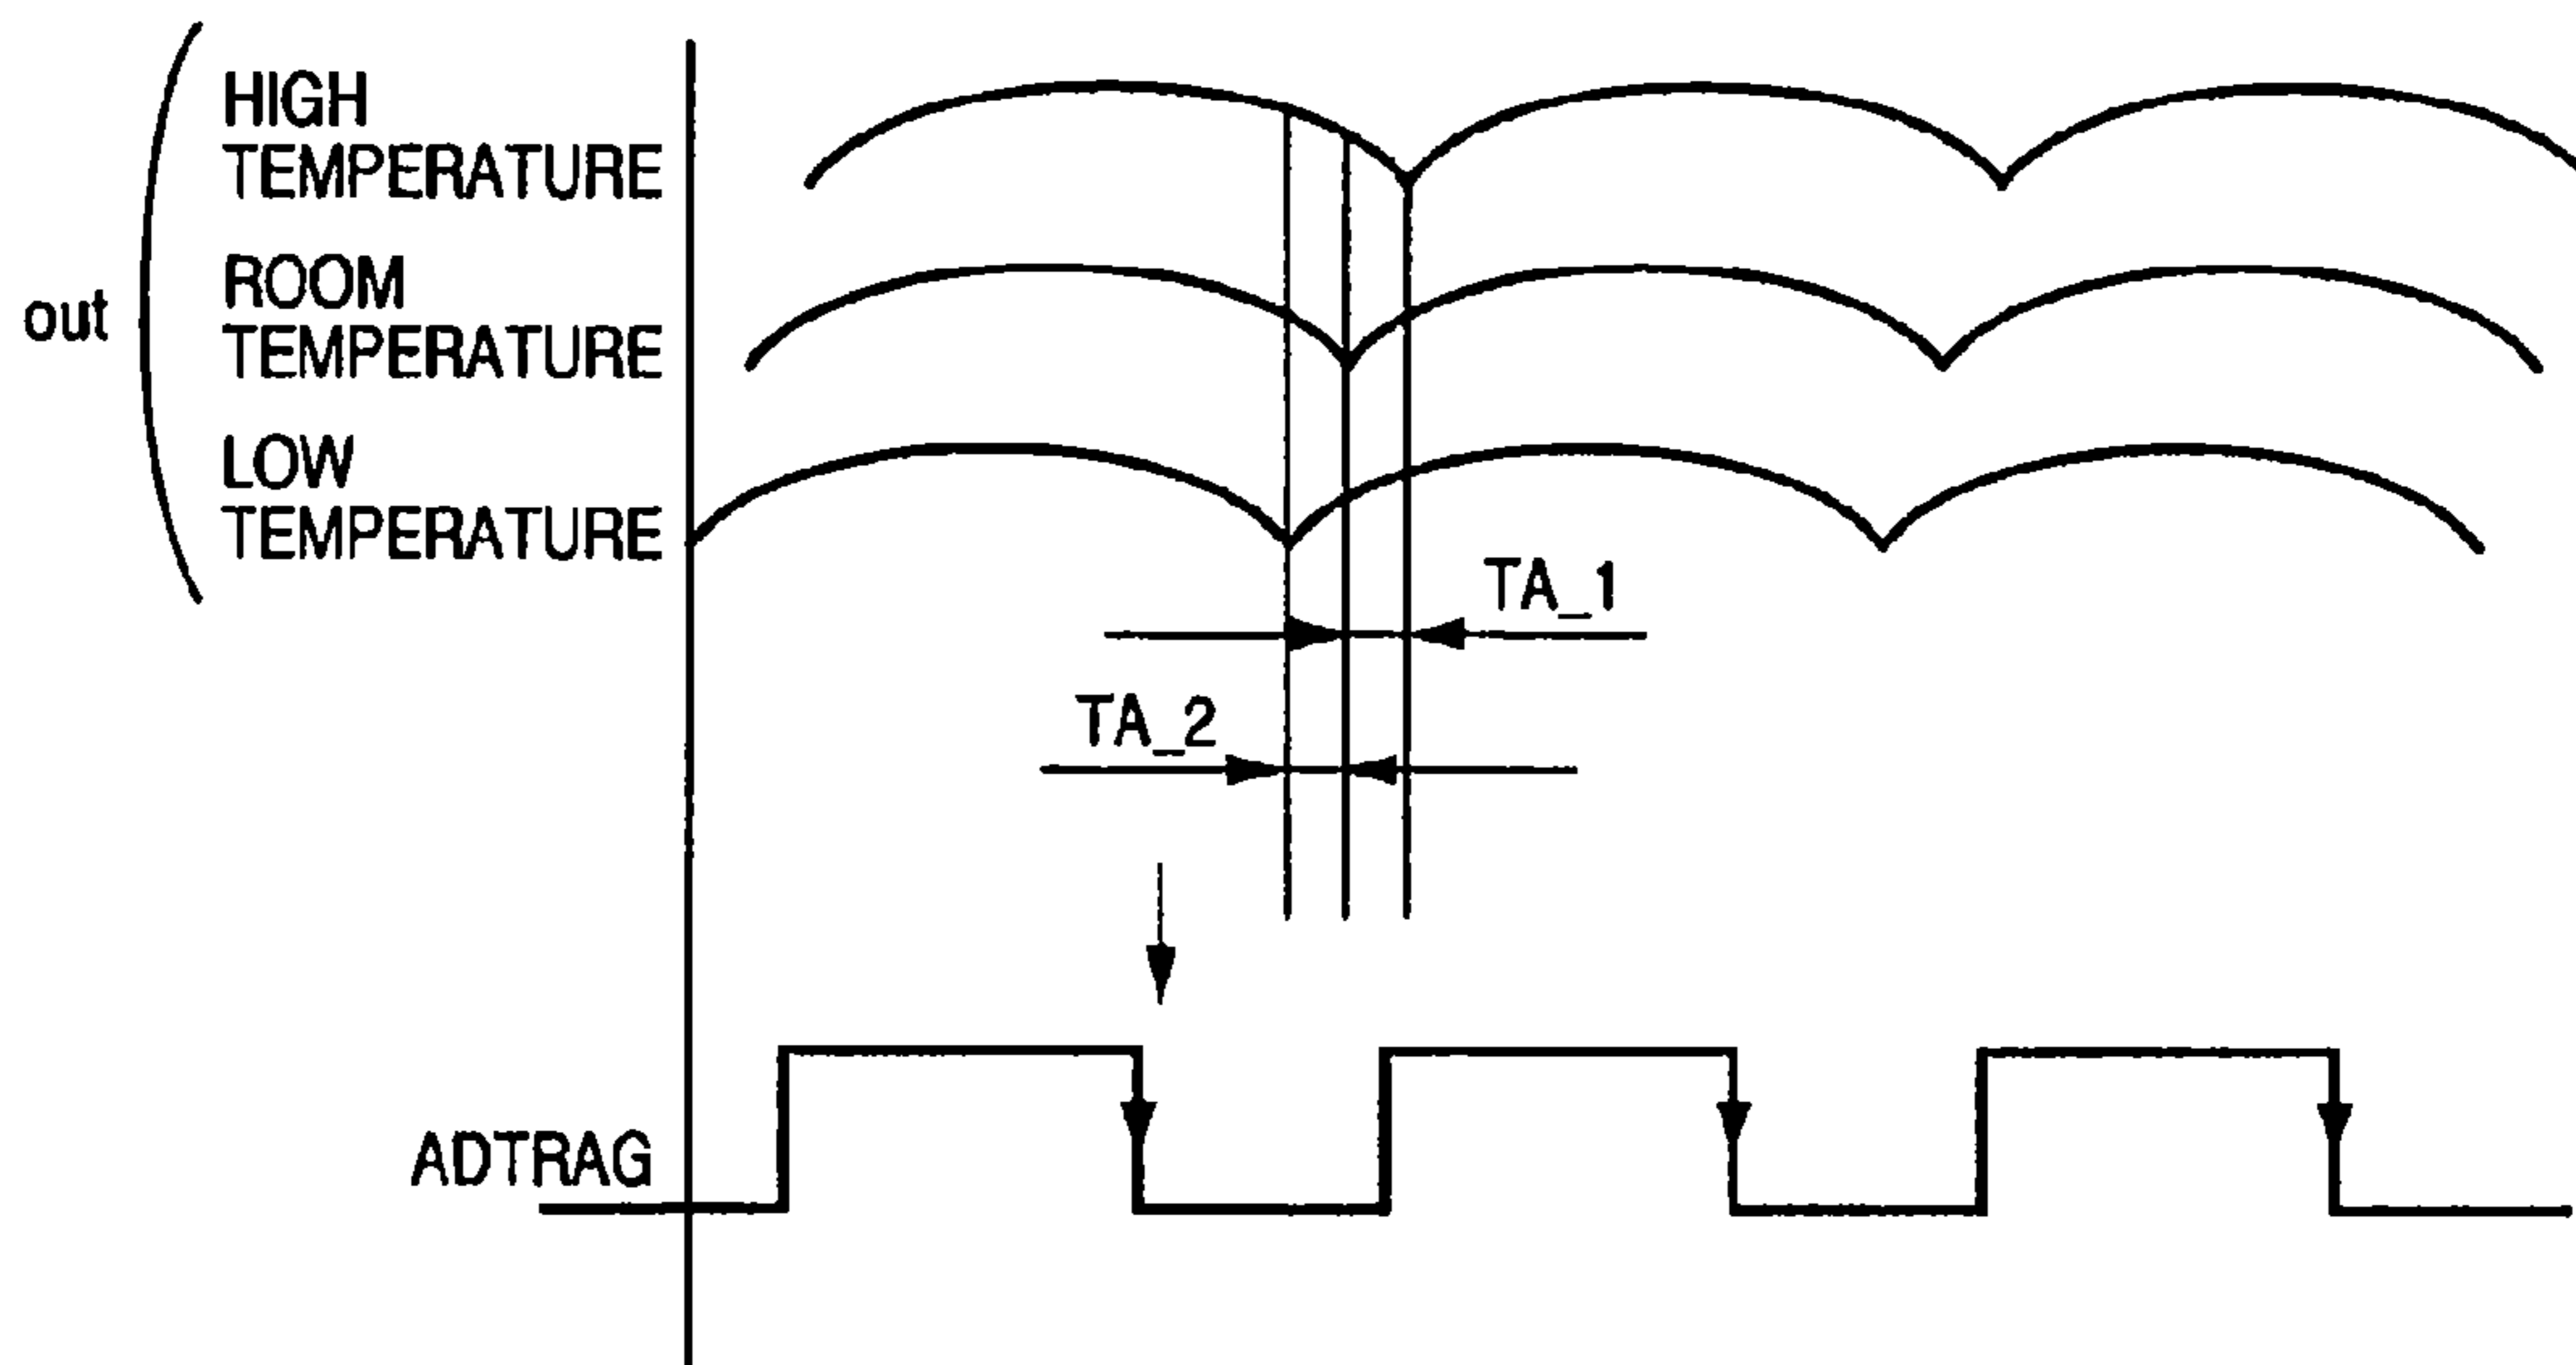 HIGH
TEMPERATURE
out
ROOM
TEMPERATURE
LOW
TEMPERATURE
TA_1
TA_2
ADTRAG